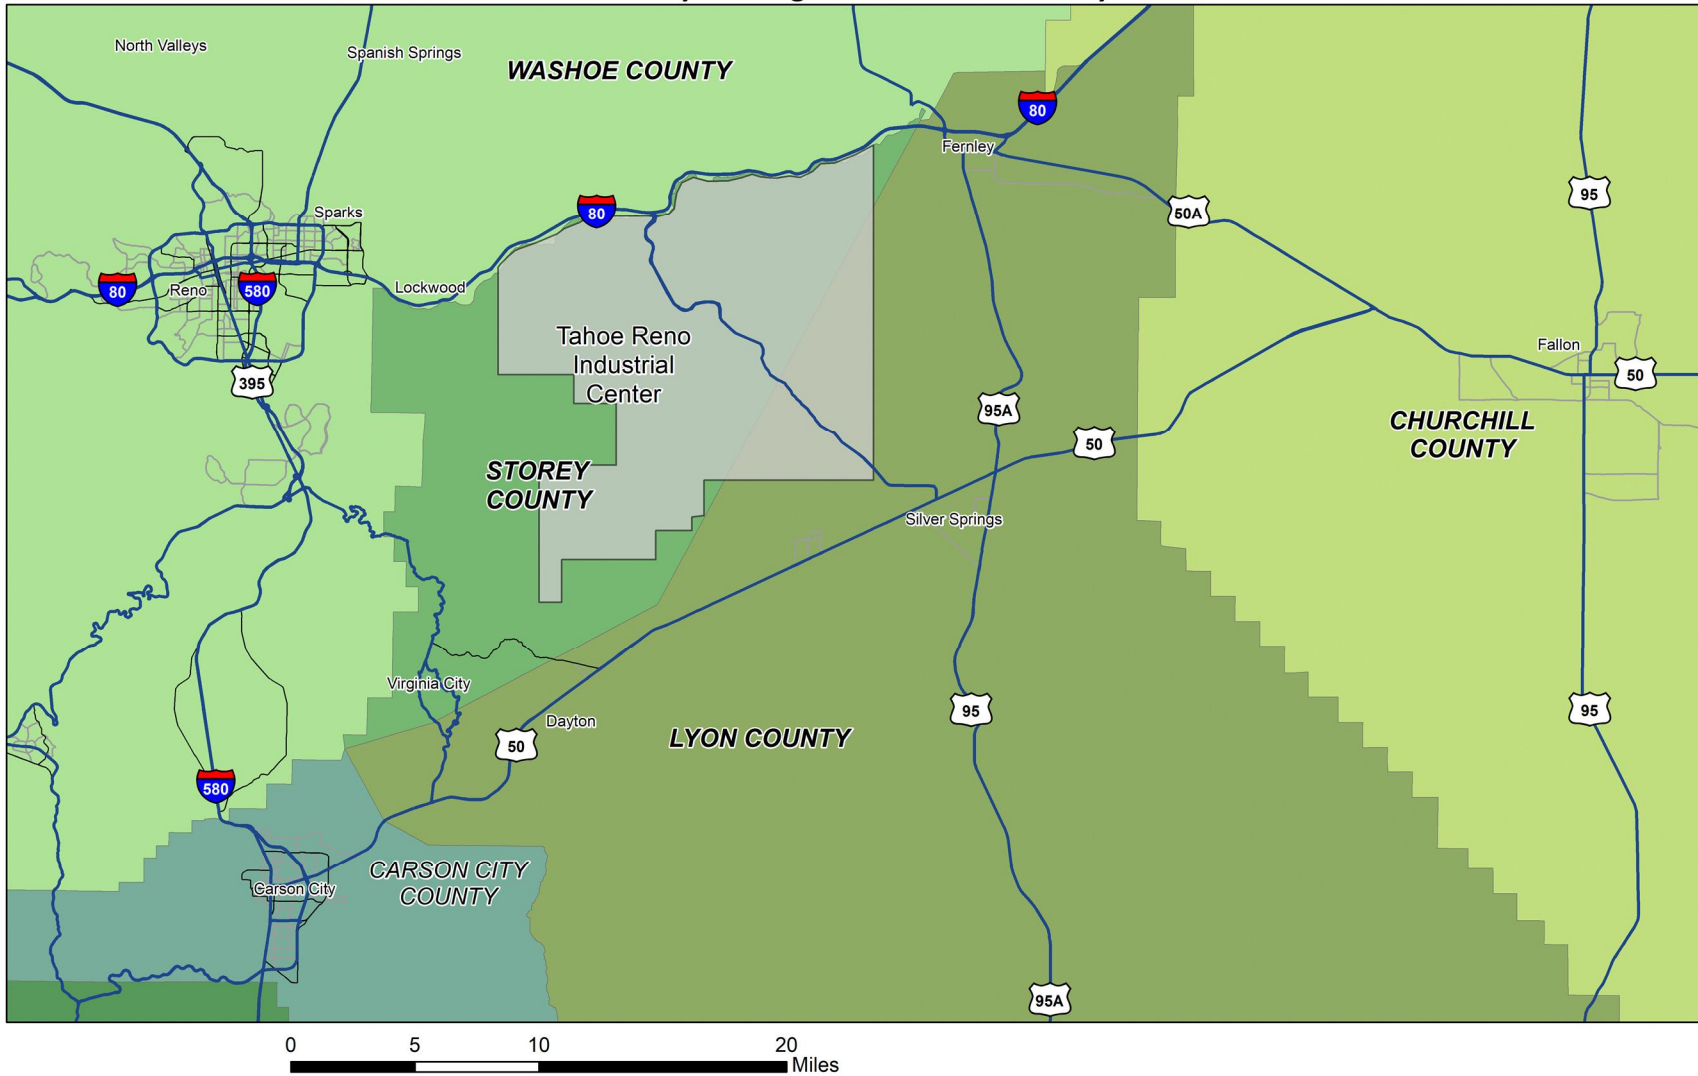 North Valleys
Spanish Springs
WASHOE COUNTY
80
Fernley
95
50A
Sparks
80
80
Reno
580
Lockwood
Tahoe Reno
Industrial
Center
395
Fallon
50
95A
50
CHURCHILL
COUNTY
STOREY
COUNTY
Silver Springs
Virginia City
Dayton
50
LYON COUNTY
95
95
580
CARSON CITY
COUNTY
Carson City
95A
0
5
10
20
Miles